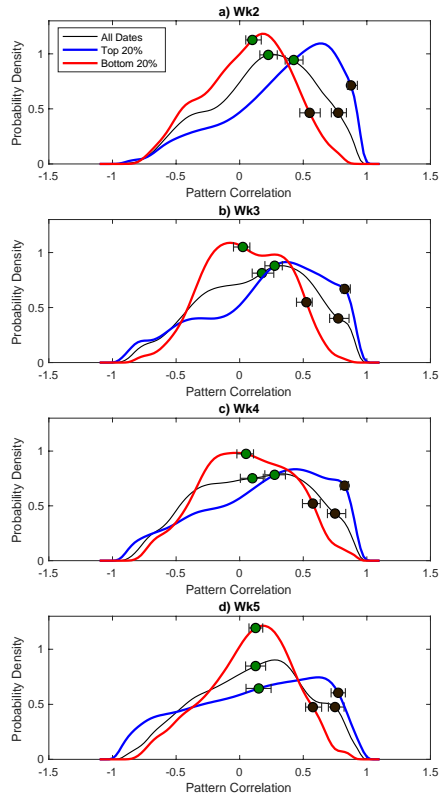 a) Wk2
All Dates
Top 20%
Bottom 20%
Probability Density
1
0.5
0
-1.5 -1 -0.5 0 0.5 1 1.5
Pattern Correlation
b) Wk3
Probability Density
1
0.5
0
-1.5 -1 -0.5 0 0.5 1 1.5
Pattern Correlation
c) Wk4
Probability Density
1
0.5
0
-1.5 -1 -0.5 0 0.5 1 1.5
Pattern Correlation
d) Wk5
Probability Density
1
0.5
0
-1.5 -1 -0.5 0 0.5 1 1.5
Pattern Correlation